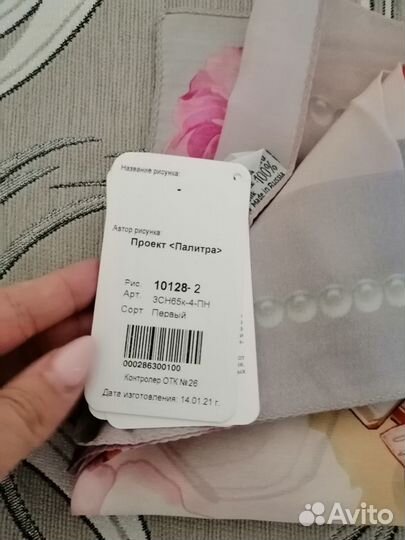 Название рисунка:
-
Автор рисунка:
Проект <Палитра>
Рис. 10128- 2
Арт. 3СН65к-4-ПН
Сорт Первый
000286300100
Контролер ОТК №26
Дата изготовления: 14.01.21 г.
100%
Made in Russia
Avito